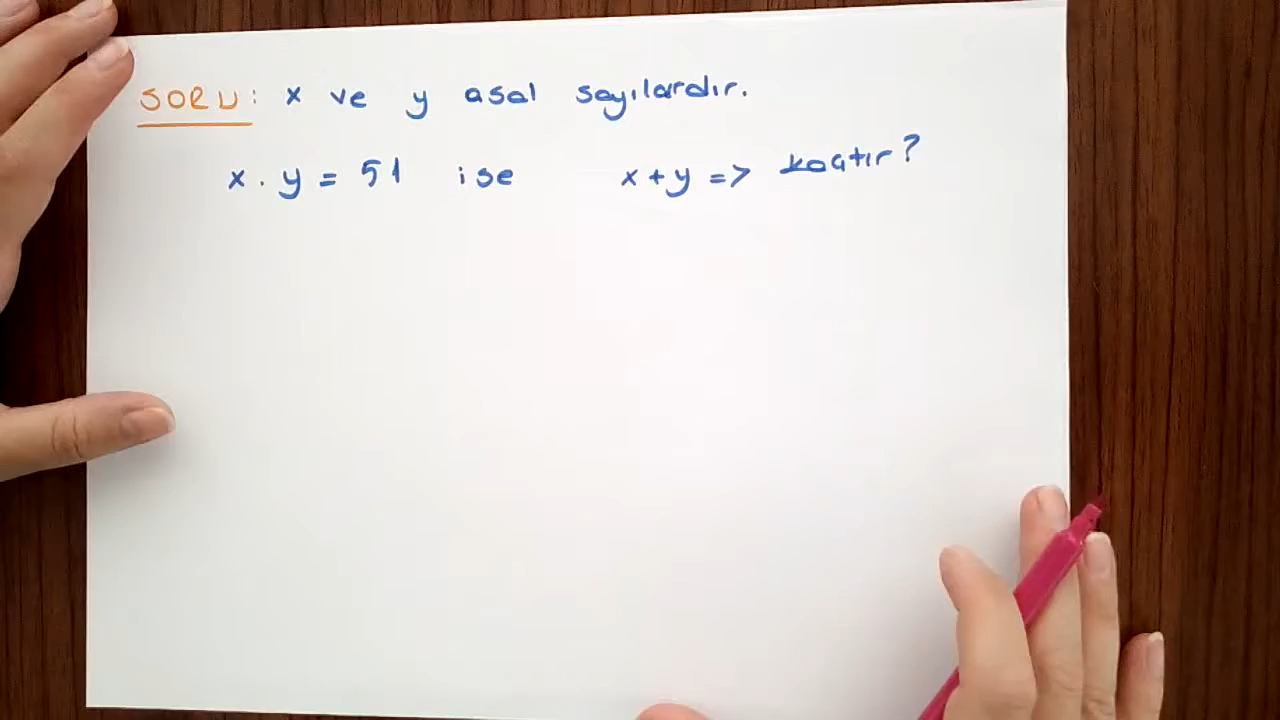 SORU: x ve y asal sayılardır.
x . y = 51 ise x + y => kaçtır?